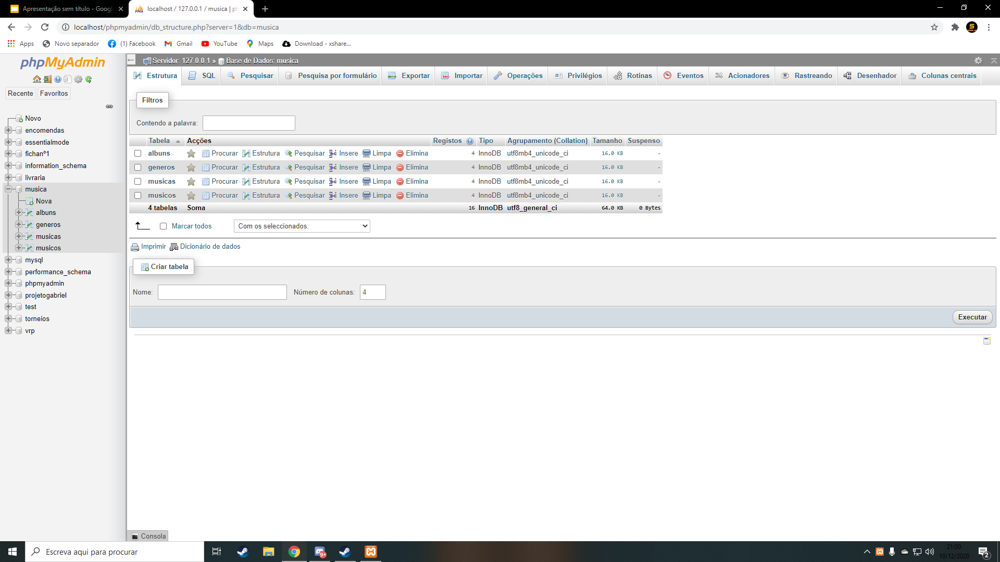 Apresentação sem título - Googl
localhost / 127.0.0.1 / musica | ph
localhost/phpmyadmin/db_structure.php?server=1&db=musica
Apps
Novo separador
(1) Facebook
Gmail
YouTube
Maps
Download - xshare...
phpMyAdmin
Recente
Favoritos
Novo
encomendas
essentialmode
fichanº1
information_schema
livraria
musica
Nova
albuns
generos
musicas
musicos
mysql
performance_schema
phpmyadmin
projetogabriel
test
torneios
vrp
Servidor: 127.0.0.1 » Base de Dados: musica
Estrutura
SQL
Pesquisar
Pesquisa por formulário
Exportar
Importar
Operações
Privilégios
Rotinas
Eventos
Acionadores
Rastreando
Desenhador
Colunas centrais
Filtros
Contendo a palavra:
Tabela Acções Registos Tipo Agrupamento (Collation) Tamanho Suspenso
albuns Procurar Estrutura Pesquisar Insere Limpa Elimina 4 InnoDB utf8mb4_unicode_ci 16.0 KB -
generos Procurar Estrutura Pesquisar Insere Limpa Elimina 4 InnoDB utf8mb4_unicode_ci 16.0 KB -
musicas Procurar Estrutura Pesquisar Insere Limpa Elimina 4 InnoDB utf8mb4_unicode_ci 16.0 KB -
musicos Procurar Estrutura Pesquisar Insere Limpa Elimina 4 InnoDB utf8mb4_unicode_ci 16.0 KB -
4 tabelas Soma 16 InnoDB utf8_general_ci 64.0 KB 0 Bytes
Marcar todos
Com os seleccionados:
Imprimir Dicionário de dados
Criar tabela
Nome:
Número de colunas: 4
Executar
Consola
Escreva aqui para procurar
9+
21:00
10/12/2020
2